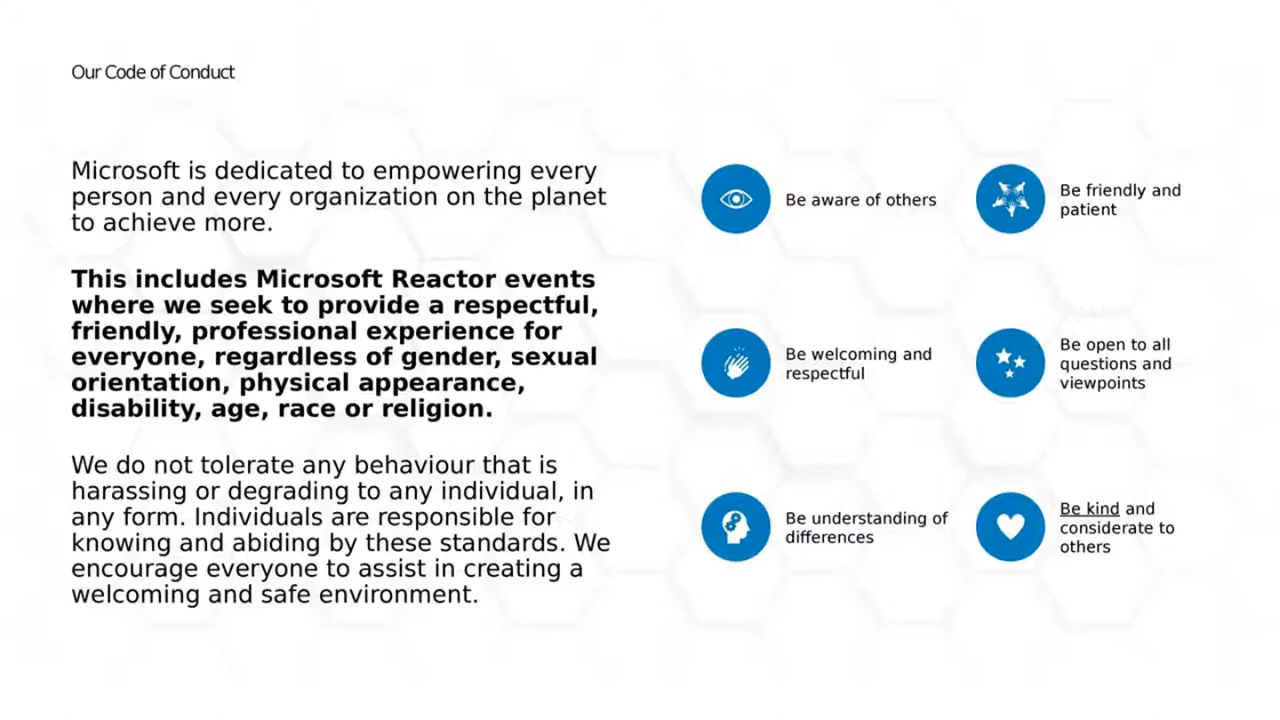 Our Code of Conduct
Microsoft is dedicated to empowering every
person and every organization on the planet
to achieve more.
This includes Microsoft Reactor events
where we seek to provide a respectful,
friendly, professional experience for
everyone, regardless of gender, sexual
orientation, physical appearance,
disability, age, race or religion.
We do not tolerate any behaviour that is
harassing or degrading to any individual, in
any form. Individuals are responsible for
knowing and abiding by these standards. We
encourage everyone to assist in creating a
welcoming and safe environment.
Be aware of others
Be friendly and
patient
Be welcoming and
respectful
Be open to all
questions and
viewpoints
Be understanding of
differences
Be kind and
considerate to
others